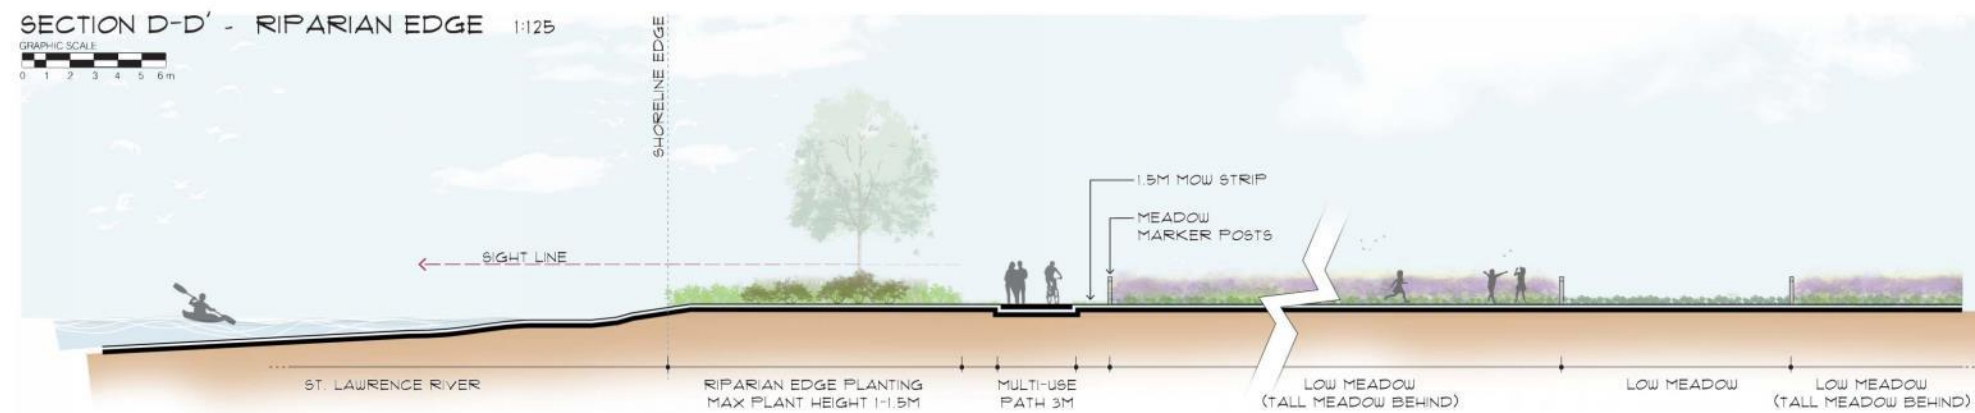 SECTION D-D' - RIPARIAN EDGE 1:125
GRAPHIC SCALE
0 1 2 3 4 5 6 m
SHORELINE EDGE
1.5M MOW STRIP
MEADOW
MARKER POSTS
SIGHT LINE
ST. LAWRENCE RIVER
RIPARIAN EDGE PLANTING
MAX PLANT HEIGHT 1-1.5M
MULTI-USE
PATH 3M
LOW MEADOW
(TALL MEADOW BEHIND)
LOW MEADOW
LOW MEADOW
(TALL MEADOW BEHIND)